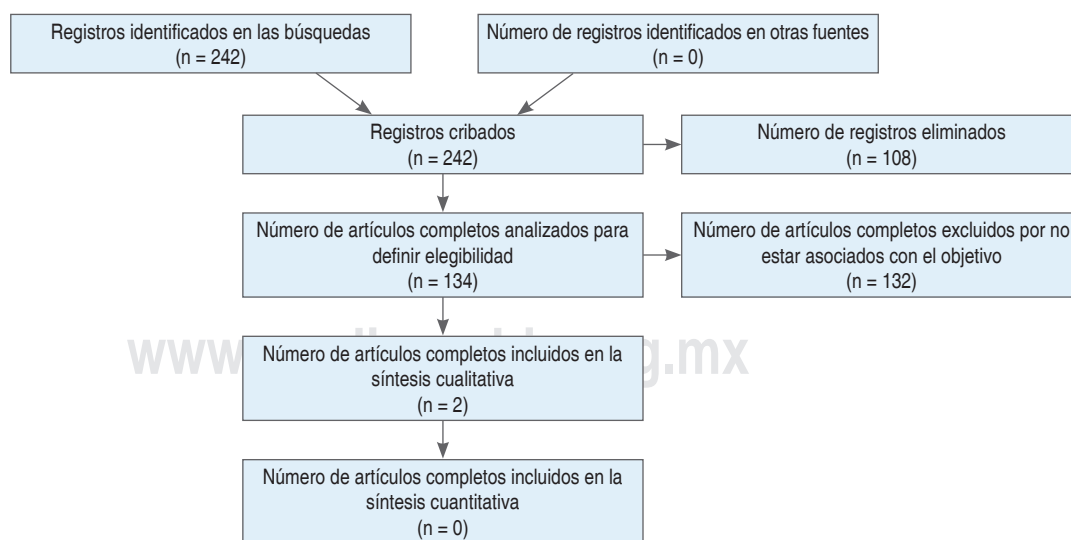 Registros identificados en las búsquedas
(n = 242)
Número de registros identificados en otras fuentes
(n = 0)
Registros cribados
(n = 242)
Número de registros eliminados
(n = 108)
Número de artículos completos analizados para
definir elegibilidad
(n = 134)
Número de artículos completos excluidos por no
estar asociados con el objetivo
(n = 132)
Número de artículos completos incluidos en la
síntesis cualitativa
(n = 2)
Número de artículos completos incluidos en la
síntesis cuantitativa
(n = 0)